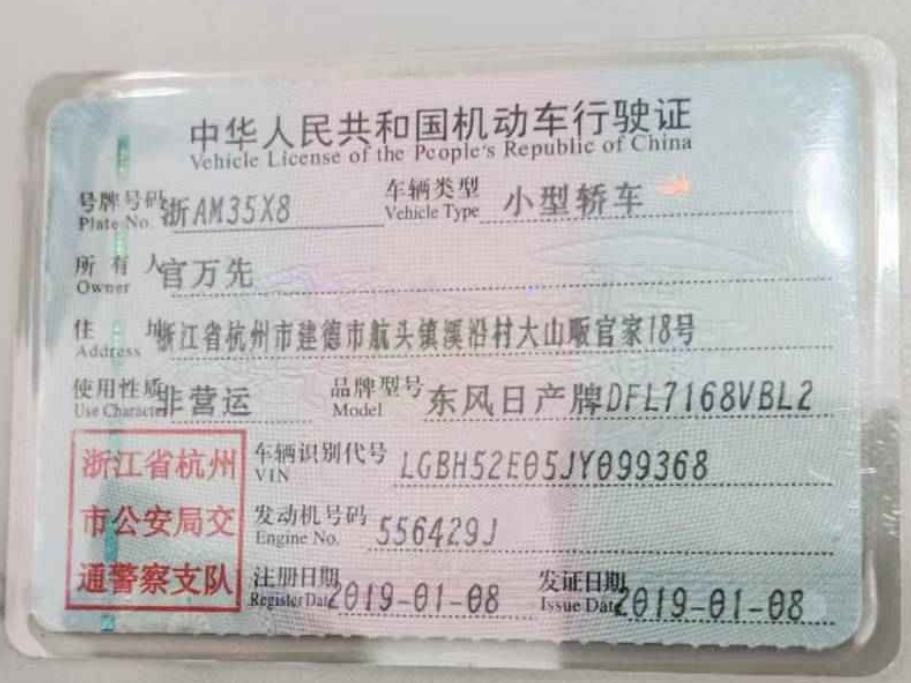 中华人民共和国机动车行驶证
Vehicle License of the People's Republic of China
号牌号码 浙AM35X8 车辆类型 小型轿车
Plate No. Vehicle Type
所有人 官万先
Owner
住址 浙江省杭州市建德市航头镇溪沿村大山畈官家18号
Address
使用性质 非营运 品牌型号 东风日产牌DFL7168VBL2
Use Character Model
浙江省杭州
市公安局交
通警察支队
车辆识别代号 LGBH52E05JY099368
VIN
发动机号码 556429J
Engine No.
注册日期 2019-01-08 发证日期 2019-01-08
Register Date Issue Date